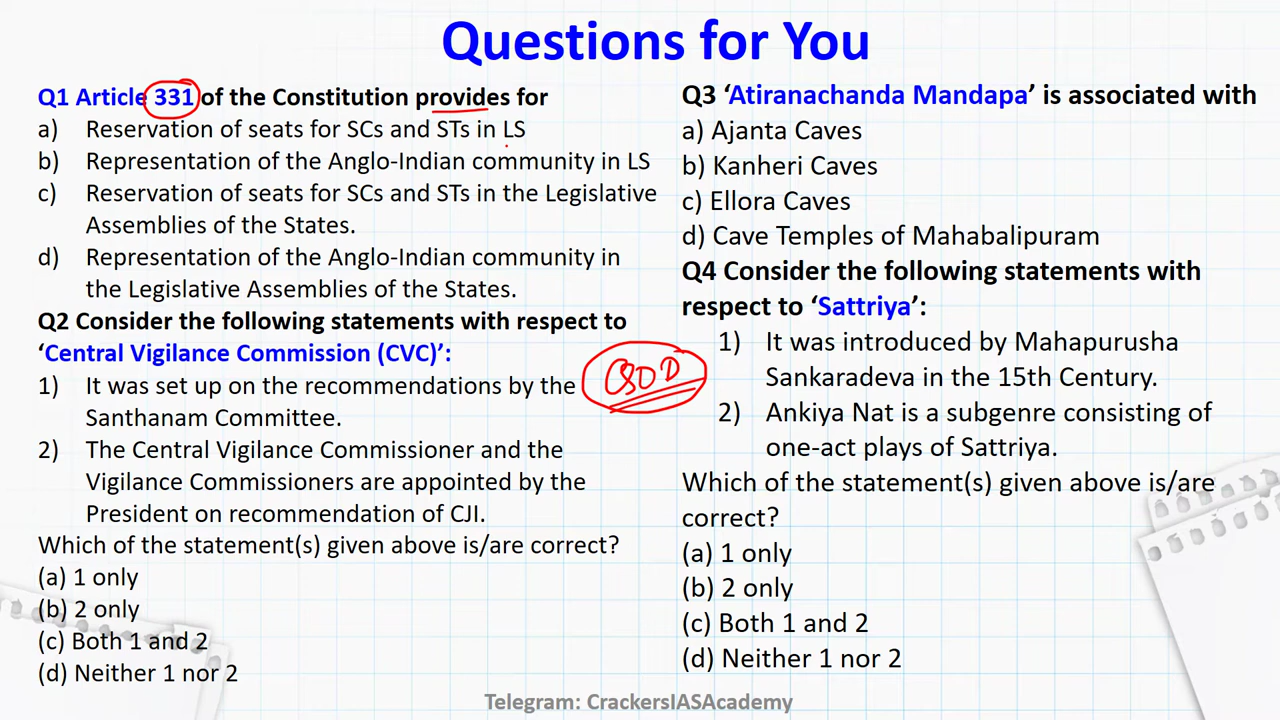 Questions for You
Q1 Article 331 of the Constitution provides for
a) Reservation of seats for SCs and STs in LS
b) Representation of the Anglo-Indian community in LS
c) Reservation of seats for SCs and STs in the Legislative
Assemblies of the States.
d) Representation of the Anglo-Indian community in
the Legislative Assemblies of the States.
Q2 Consider the following statements with respect to
‘Central Vigilance Commission (CVC)’:
1) It was set up on the recommendations by the
Santhanam Committee.
2) The Central Vigilance Commissioner and the
Vigilance Commissioners are appointed by the
President on recommendation of CJI.
Which of the statement(s) given above is/are correct?
(a) 1 only
(b) 2 only
(c) Both 1 and 2
(d) Neither 1 nor 2
Q3 ‘Atiranachanda Mandapa’ is associated with
a) Ajanta Caves
b) Kanheri Caves
c) Ellora Caves
d) Cave Temples of Mahabalipuram
Q4 Consider the following statements with
respect to ‘Sattriya’:
1) It was introduced by Mahapurusha
Sankaradeva in the 15th Century.
2) Ankiya Nat is a subgenre consisting of
one-act plays of Sattriya.
Which of the statement(s) given above is/are
correct?
(a) 1 only
(b) 2 only
(c) Both 1 and 2
(d) Neither 1 nor 2
Telegram: CrackersIASAcademy